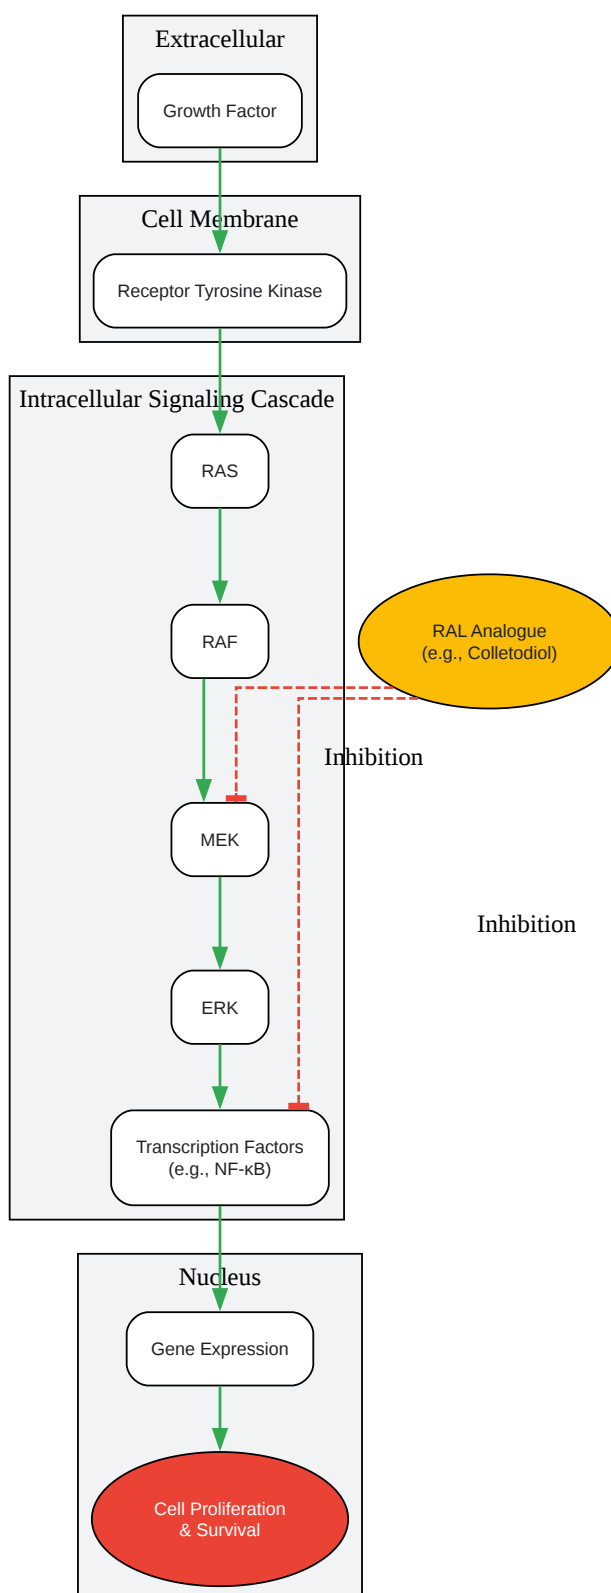 Extracellular
Growth Factor
Cell Membrane
Receptor Tyrosine Kinase
Intracellular Signaling Cascade
RAS
RAF
RAL Analogue
(e.g., Colletodiol)
Inhibition
MEK
Inhibition
ERK
Transcription Factors
(e.g., NF-κB)
Nucleus
Gene Expression
Cell Proliferation
& Survival